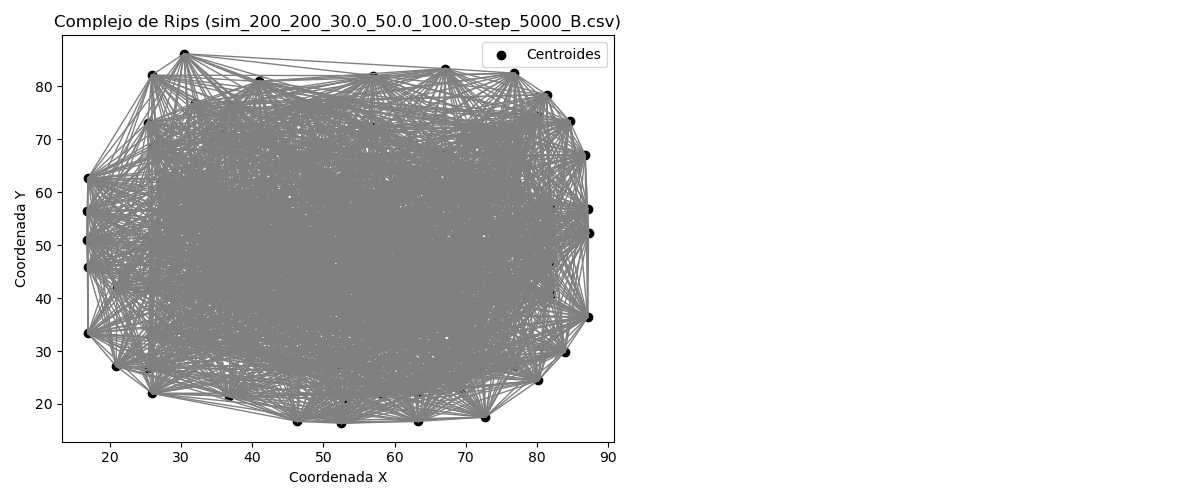 Complejo de Rips (sim_200_200_30.0_50.0_100.0-step_5000_B.csv)
Centroides
Coordenada Y
80
70
60
50
40
30
20
20 30 40 50 60 70 80 90
Coordenada X